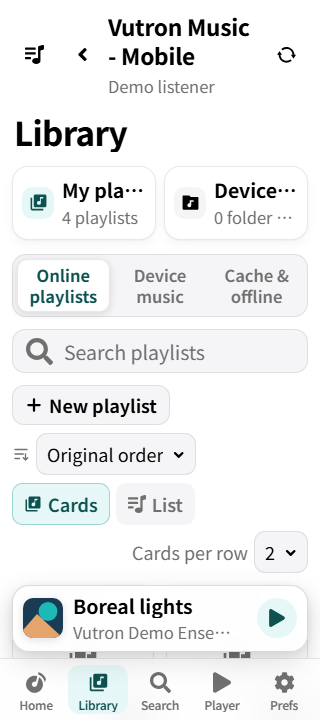 Vutron Music
- Mobile
Demo listener
Library
My pla…
4 playlists
Device…
0 folder …
Online
playlists
Device
music
Cache &
offline
Search playlists
+ New playlist
Original order
Cards
List
Cards per row 2
Boreal lights
Vutron Demo Ense…
Home Library Search Player Prefs